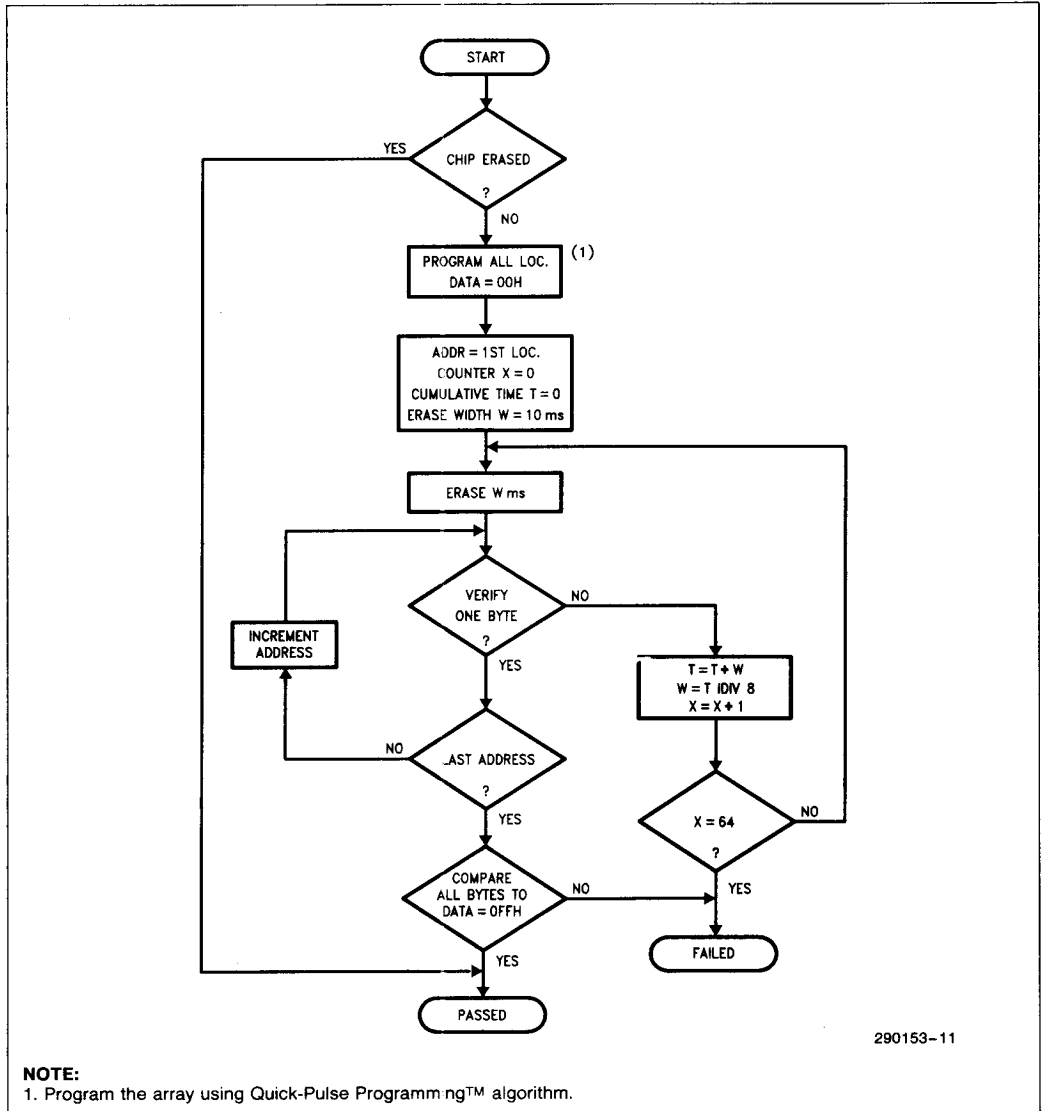 START
CHIP ERASED
?
YES
NO
PROGRAM ALL LOC.
DATA = 00H
(1)
ADDR = 1ST LOC.
COUNTER X = 0
CUMULATIVE TIME T = 0
ERASE WIDTH W = 10 ms
ERASE W ms
VERIFY
ONE BYTE
?
NO
YES
INCREMENT
ADDRESS
T = T + W
W = T IDIV 8
X = X + 1
LAST ADDRESS
?
NO
YES
X = 64
?
NO
YES
COMPARE
ALL BYTES TO
DATA = 0FFH
NO
YES
FAILED
PASSED
290153–11
NOTE:
1. Program the array using Quick-Pulse Programming™ algorithm.